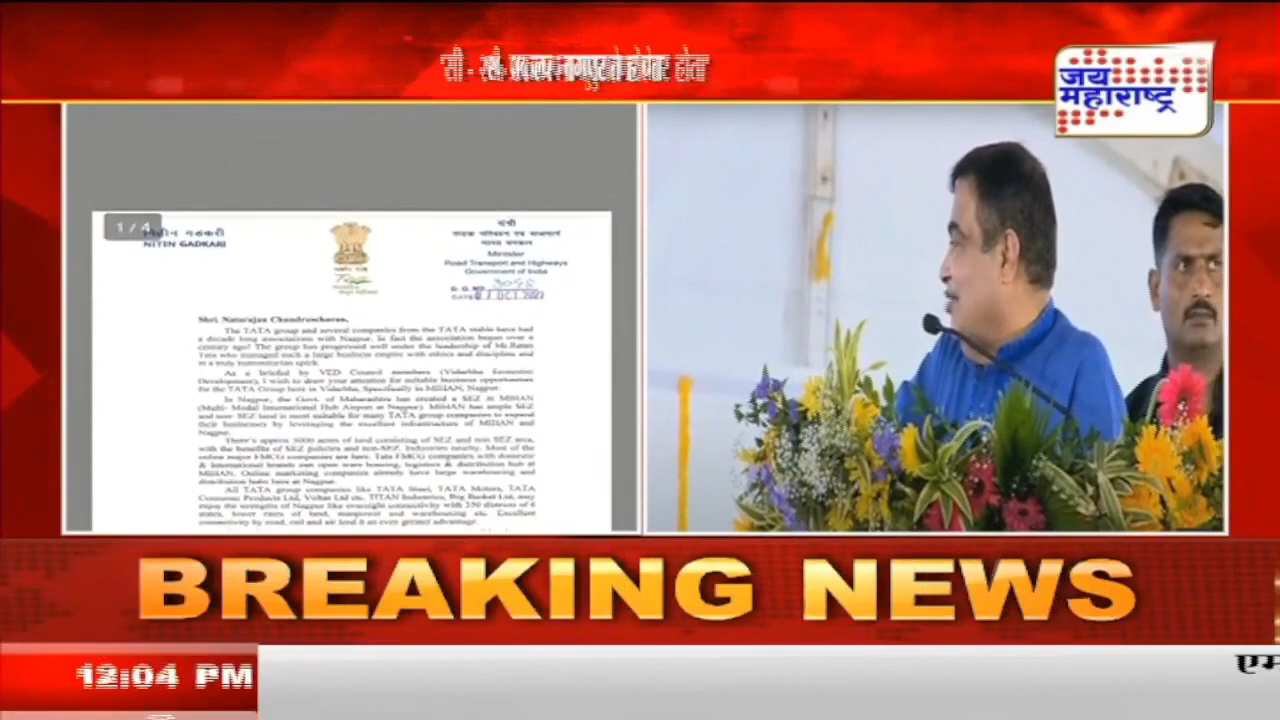 जय
महाराष्ट्र
1 / 4
नितीन गडकरी
NITIN GADKARI
मंत्री
सड़क परिवहन एवं राजमार्ग
भारत सरकार
Minister
Road Transport and Highways
Government of India
D. O. No.
DATE
OCT 2022
Shri. Natarajan Chandrasekaran,
The TATA group and several companies from the TATA stable have had
a decade long associations with Nagpur. In fact the association began over a
century ago! The group has progressed well under the leadership of Mr.Ratan
Tata who managed such a large business empire with ethics and discipline and
in a truly humanitarian spirit.
As a briefed by VED Council members (Vidarbha Economic
Development), I wish to draw your attention for suitable business opportunities
for the TATA Group here in Vidarbha, Specifically in MIHAN, Nagpur.
In Nagpur, the Govt. of Maharashtra has created a SEZ in MIHAN
(Multi- Modal International Hub Airport at Nagpur). MIHAN has ample SEZ
and non- SEZ land is most suitable for many TATA group companies to expand
their businesses by leveraging the excellent infrastructure of MIHAN and
Nagpur.
There's approx 3000 acres of land consisting of SEZ and non SEZ area,
with the benefits of SEZ policies and non-SEZ. Industries nearby. Most of the
online major FMCG companies are here. Tata FMCG companies with domestic
& International brands can open ware housing, logistics & distribution hub at
MIHAN. Online marketing companies already have large warehousing and
distribution hubs here at Nagpur.
All TATA group companies like TATA Steel, TATA Motors, TATA
Consumer Products Ltd, Voltas Ltd etc. TITAN Industries, Big Basket Ltd, may
enjoy the strengths of Nagpur like overnight connectivity with 350 districts of 6
states, lower rates of land, manpower and warehousing etc. Excellent
connectivity by road, rail and air lend it an even greater advantage.
BREAKING NEWS
12:04 PM
एम